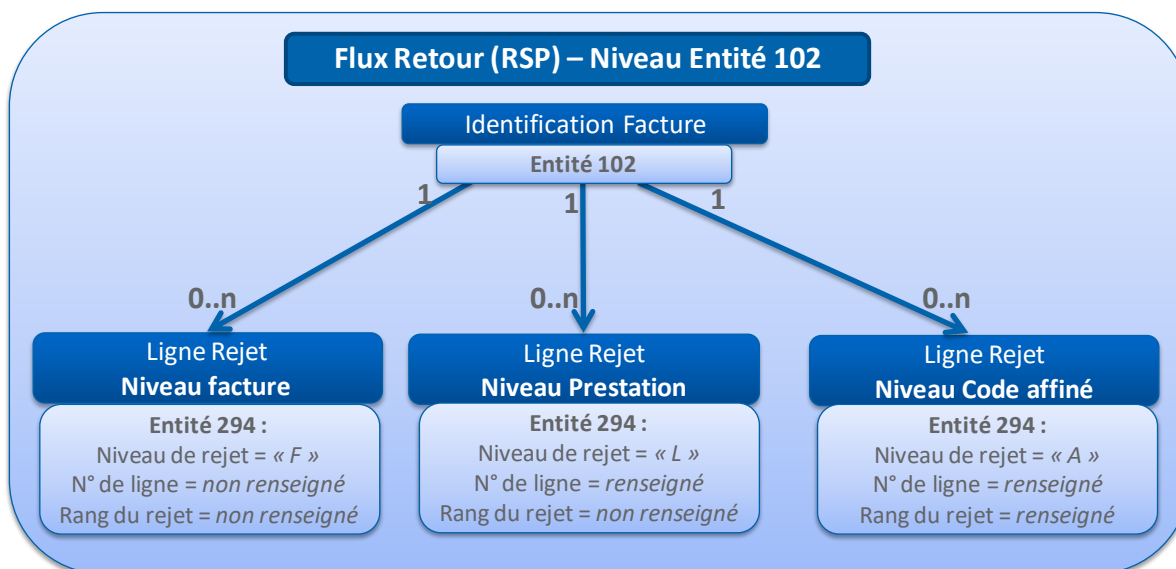 Flux Retour (RSP) – Niveau Entité 102
Identification Facture
Entité 102
1
1
1
0..n
0..n
0..n
Ligne Rejet
Niveau facture
Entité 294 :
Niveau de rejet = « F »
N° de ligne = non renseigné
Rang du rejet = non renseigné
Ligne Rejet
Niveau Prestation
Entité 294 :
Niveau de rejet = « L »
N° de ligne = renseigné
Rang du rejet = non renseigné
Ligne Rejet
Niveau Code affiné
Entité 294 :
Niveau de rejet = « A »
N° de ligne = renseigné
Rang du rejet = renseigné